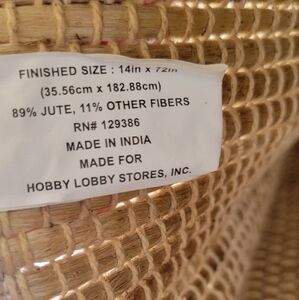 FINISHED SIZE : 14in x 72in
(35.56cm x 182.88cm)
89% JUTE, 11% OTHER FIBERS
RN# 129386
MADE IN INDIA
MADE FOR
HOBBY LOBBY STORES, INC.